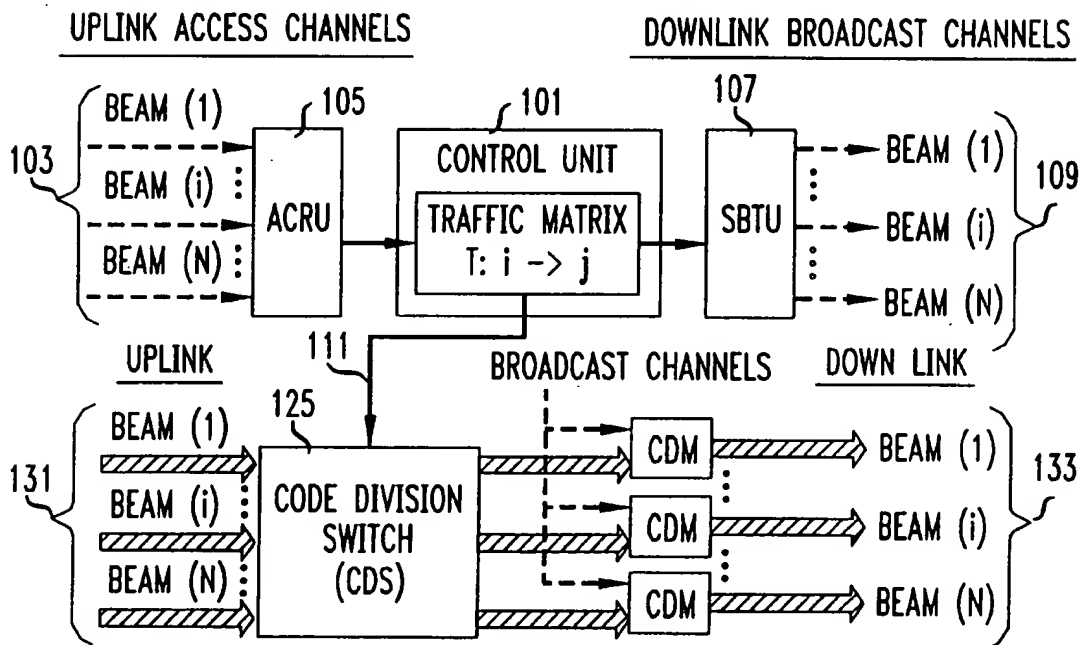 UPLINK ACCESS CHANNELS
DOWNLINK BROADCAST CHANNELS
103
BEAM (1)
BEAM (i)
BEAM (N)
105
ACRU
101
CONTROL UNIT
TRAFFIC MATRIX
T: i -> j
107
SBTU
BEAM (1)
BEAM (i)
BEAM (N)
109
111
UPLINK
BROADCAST CHANNELS
DOWN LINK
131
BEAM (1)
BEAM (i)
BEAM (N)
125
CODE DIVISION
SWITCH
(CDS)
CDM
CDM
CDM
BEAM (1)
BEAM (i)
BEAM (N)
133